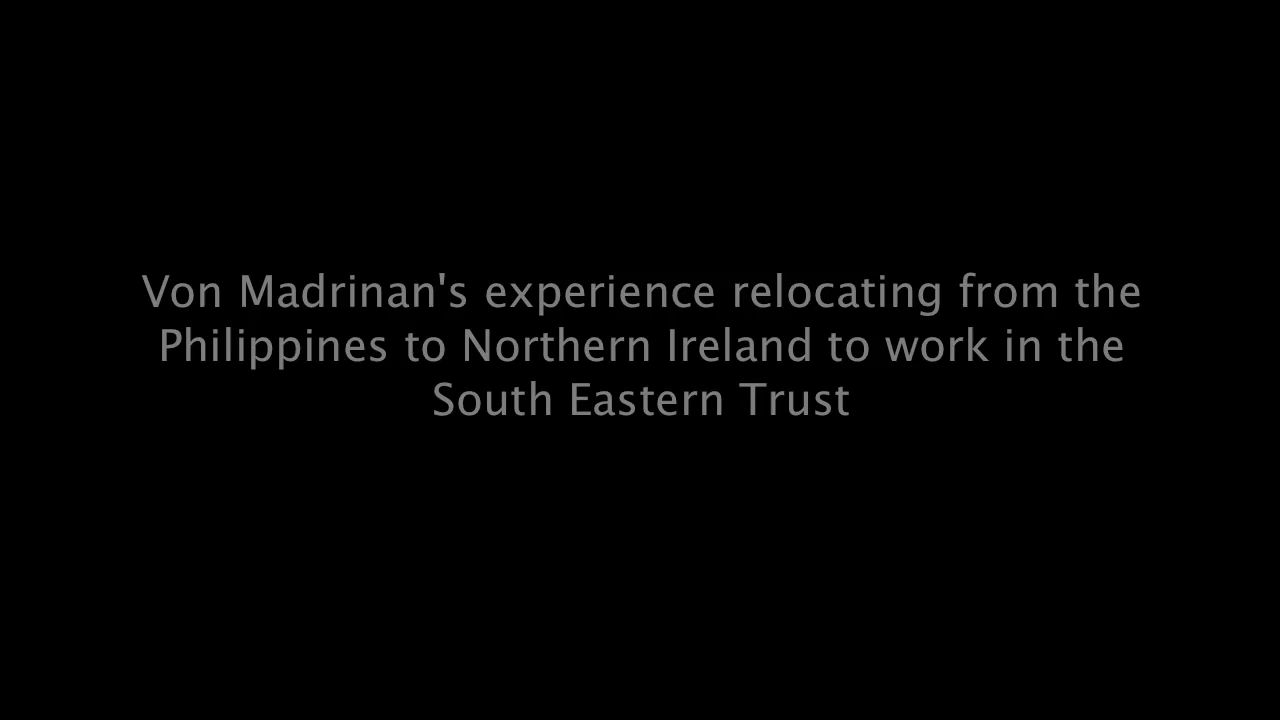 Von Madrinan's experience relocating from the
Philippines to Northern Ireland to work in the
South Eastern Trust